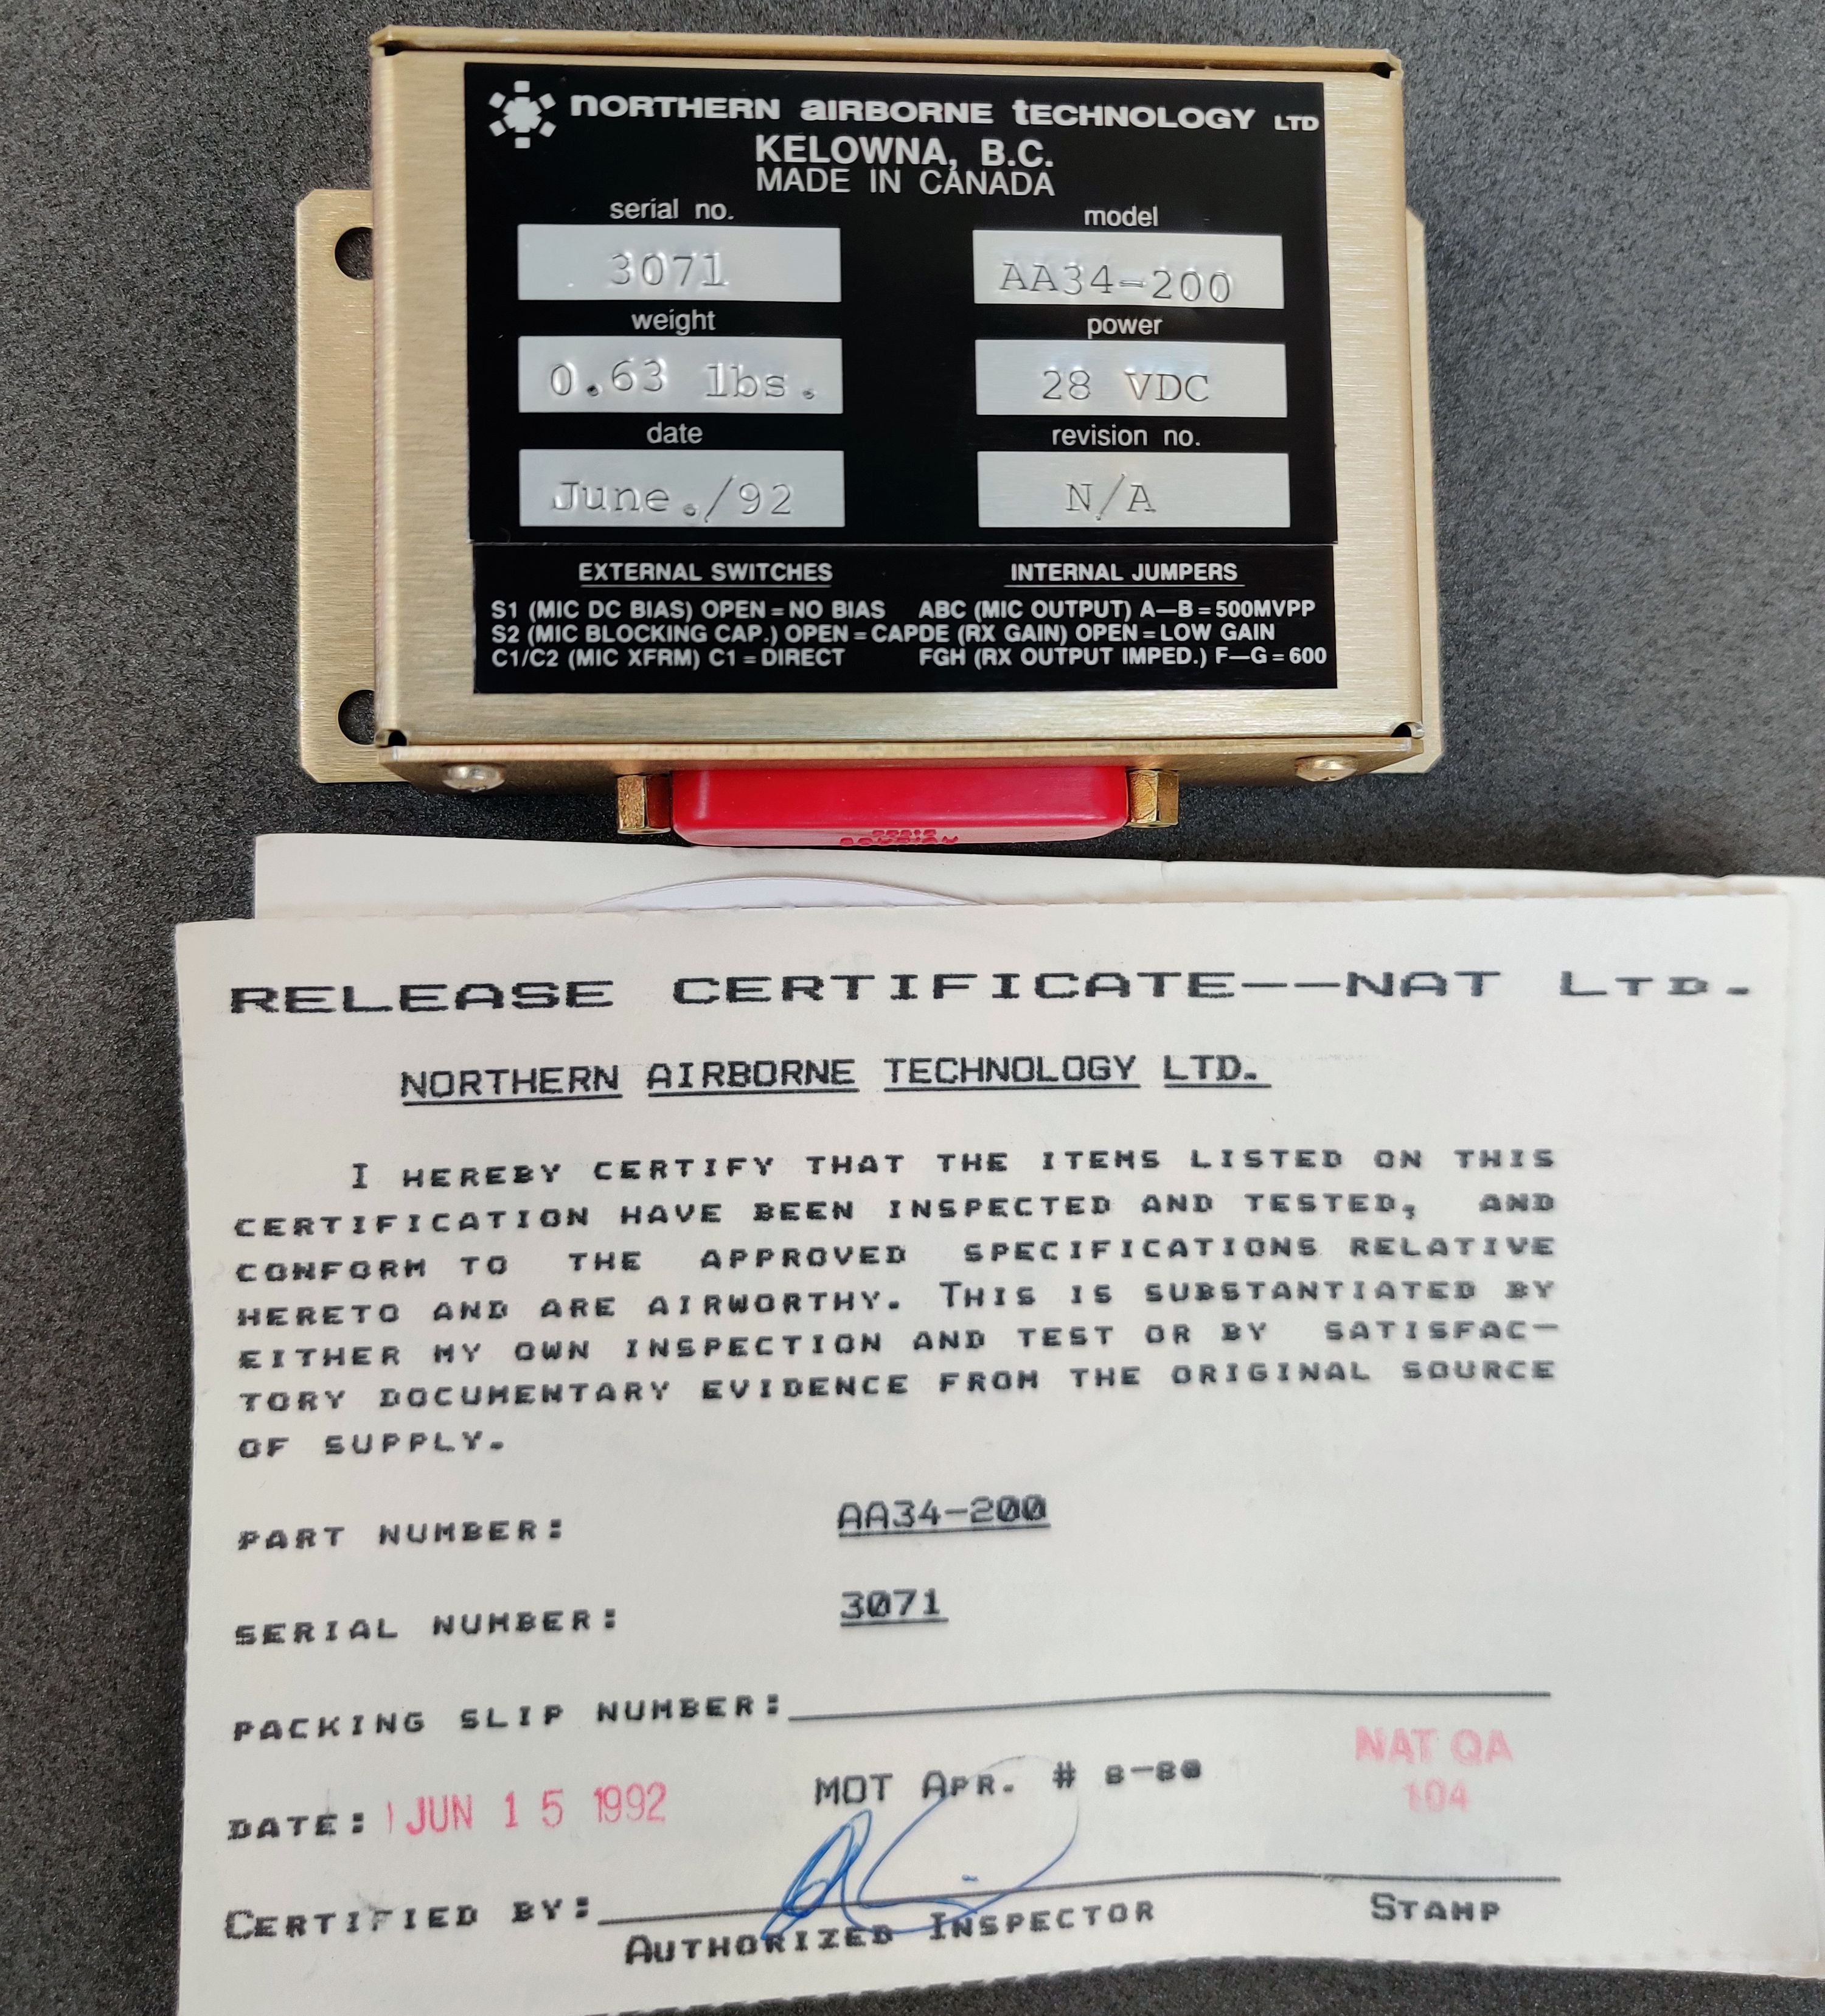 nORTHERN aIRBORNE tECHNOLOGY LTD
KELOWNA, B.C.
MADE IN CANADA
serial no. model
3071 AA34-200
weight power
0.63 lbs. 28 VDC
date revision no.
June./92 N/A
EXTERNAL SWITCHES INTERNAL JUMPERS
S1 (MIC DC BIAS) OPEN = NO BIAS ABC (MIC OUTPUT) A—B = 500MVPP
S2 (MIC BLOCKING CAP.) OPEN = CAP DE (RX GAIN) OPEN = LOW GAIN
C1/C2 (MIC XFRM) C1 = DIRECT FGH (RX OUTPUT IMPED.) F—G = 600
RELEASE CERTIFICATE--NAT LTD.
NORTHERN AIRBORNE TECHNOLOGY LTD.
I HEREBY CERTIFY THAT THE ITEMS LISTED ON THIS
CERTIFICATION HAVE BEEN INSPECTED AND TESTED, AND
CONFORM TO THE APPROVED SPECIFICATIONS RELATIVE
HERETO AND ARE AIRWORTHY. THIS IS SUBSTANTIATED BY
EITHER MY OWN INSPECTION AND TEST OR BY SATISFAC-
TORY DOCUMENTARY EVIDENCE FROM THE ORIGINAL SOURCE
OF SUPPLY.
PART NUMBER: AA34-200
SERIAL NUMBER: 3071
PACKING SLIP NUMBER:
NAT QA
104
DATE: JUN 15 1992 MOT APR. # 8-80
CERTIFIED BY:
AUTHORIZED INSPECTOR STAMP